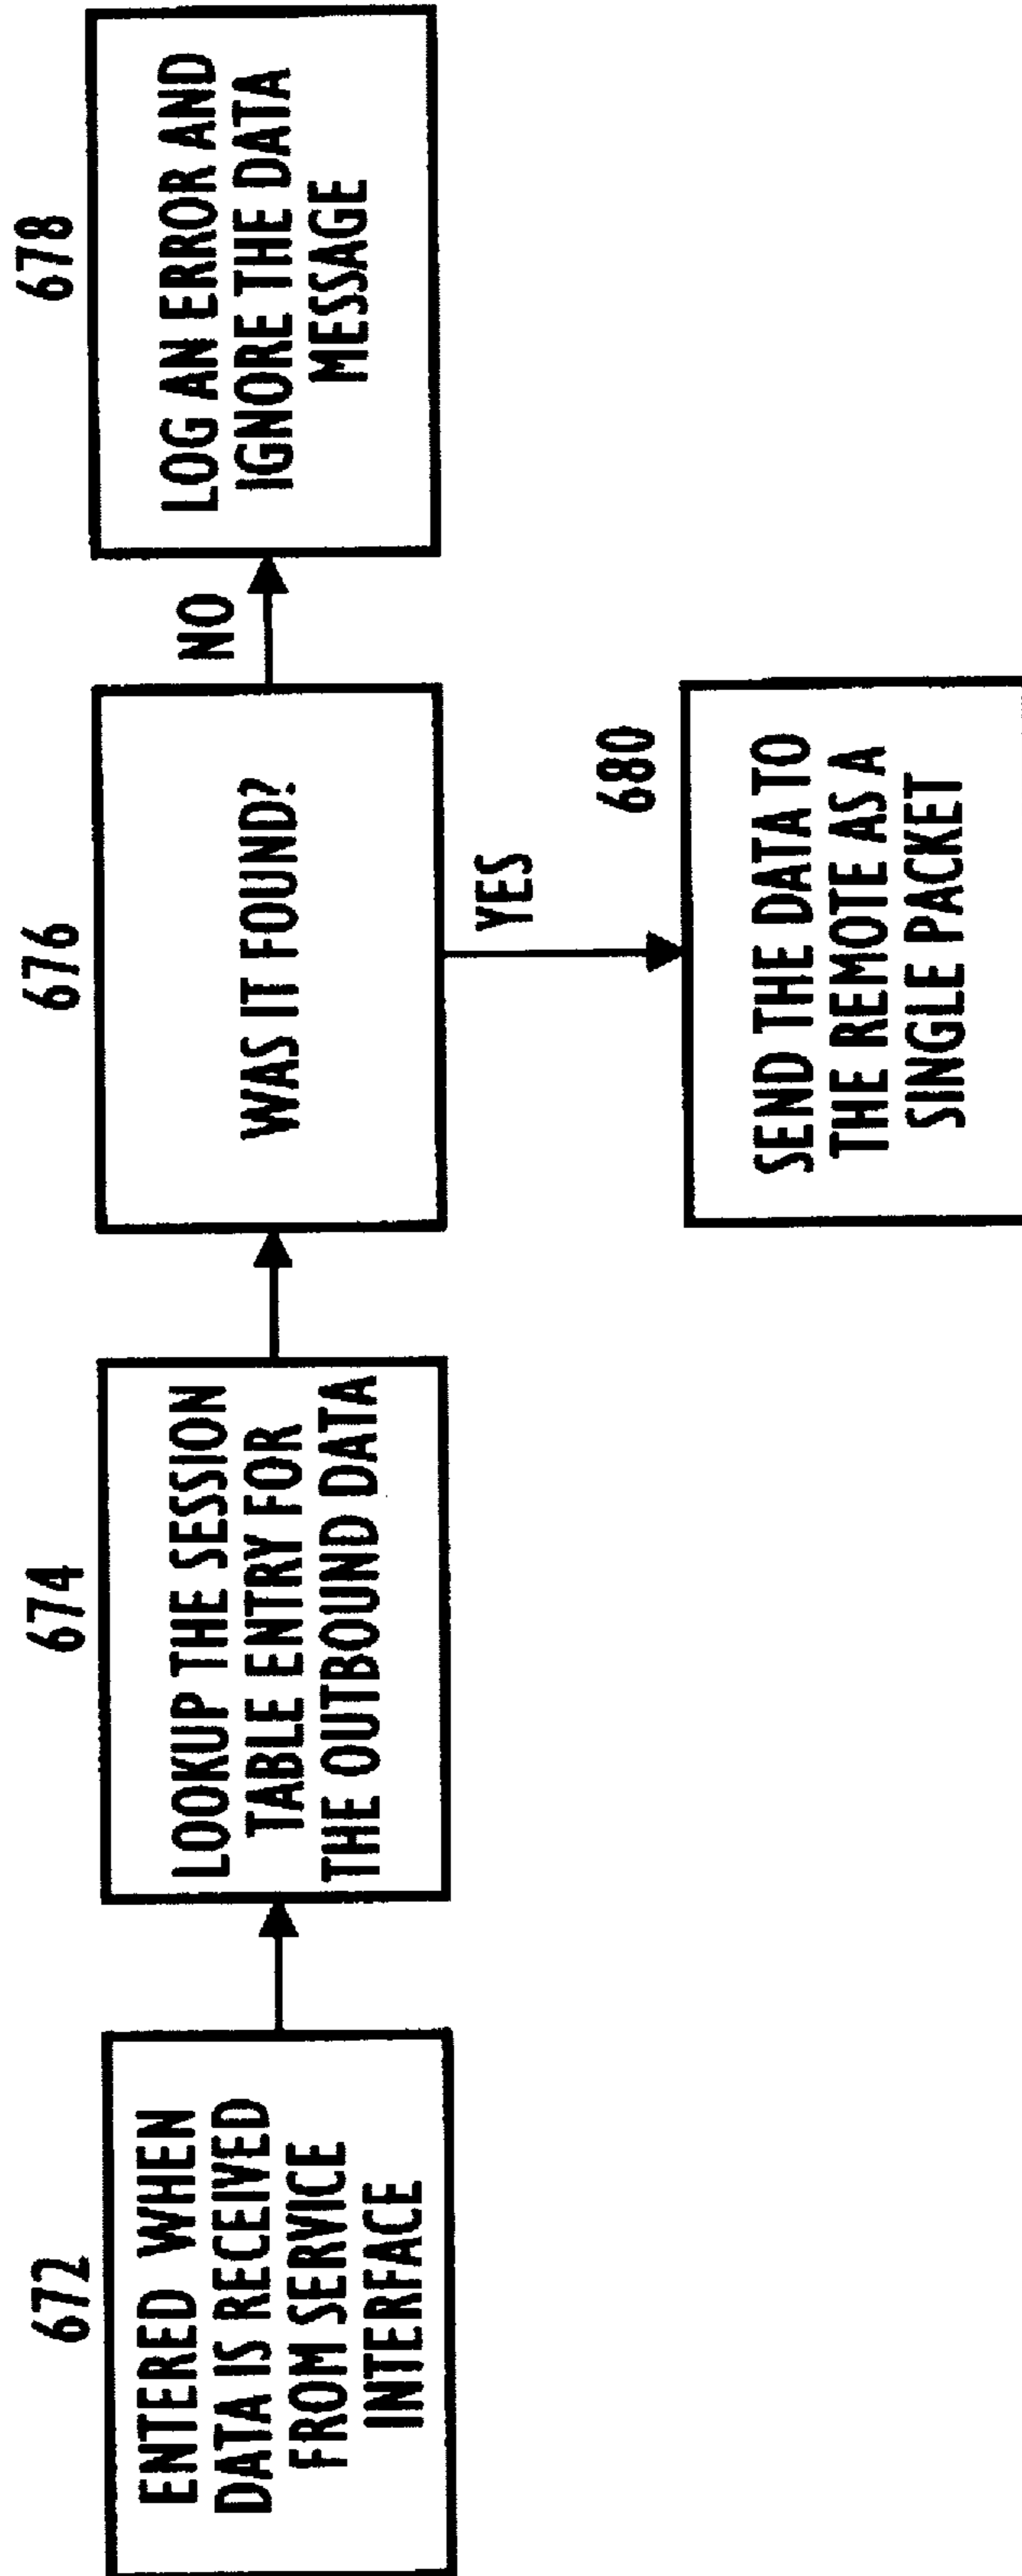 672
ENTERED WHEN
DATA IS RECEIVED
FROM SERVICE
INTERFACE
674
LOOKUP THE SESSION
TABLE ENTRY FOR
THE OUTBOUND DATA
676
WAS IT FOUND?
NO
678
LOG AN ERROR AND
IGNORE THE DATA
MESSAGE
YES
680
SEND THE DATA TO
THE REMOTE AS A
SINGLE PACKET